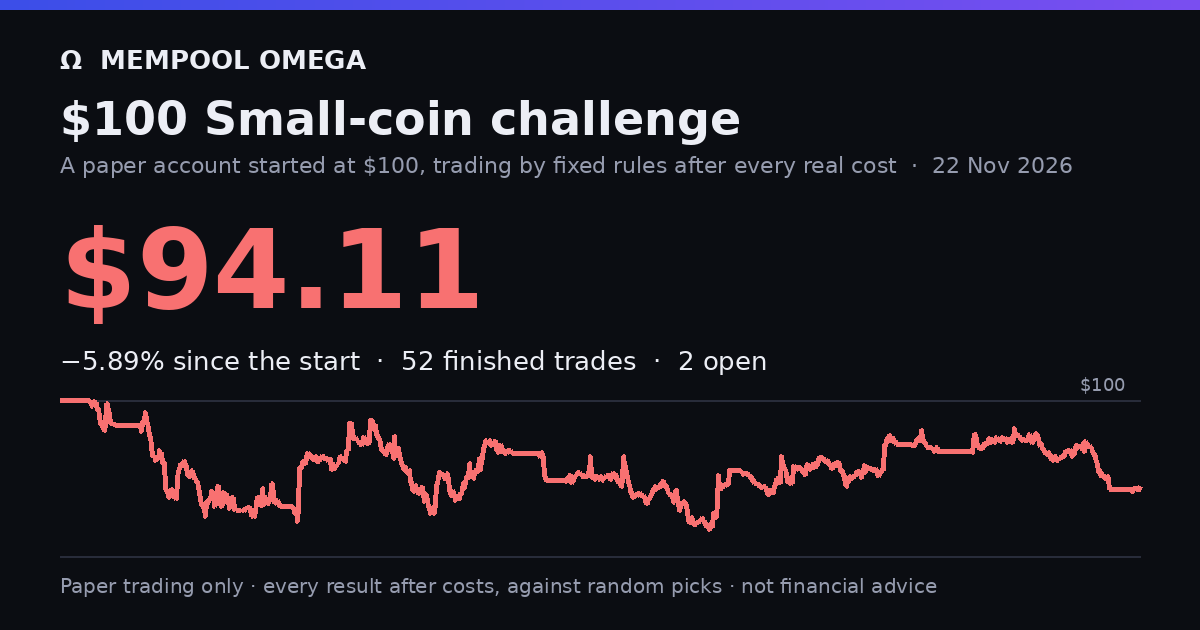 Ω MEMPOOL OMEGA
$100 Small-coin challenge
A paper account started at $100, trading by fixed rules after every real cost · 22 Nov 2026
$94.11
−5.89% since the start · 52 finished trades · 2 open
$100
Paper trading only · every result after costs, against random picks · not financial advice